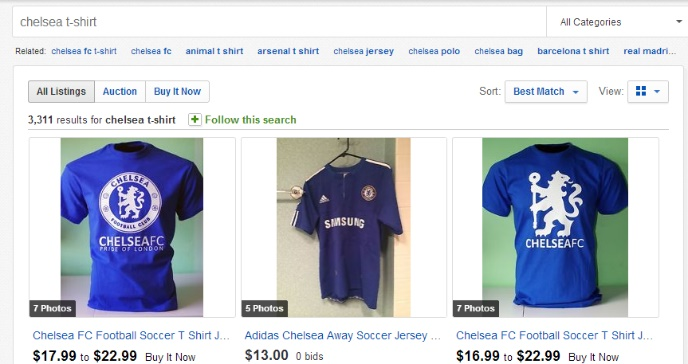 chelsea t-shirt All Categories
Related: chelsea fc t-shirt chelsea fc animal t shirt arsenal t shirt chelsea jersey chelsea polo chelsea bag barcelona t shirt real madri...
All Listings Auction Buy It Now Sort: Best Match View:
3,311 results for chelsea t-shirt + Follow this search
CHELSEA
FOOTBALL CLUB
CHELSEAFC
PRIDE OF LONDON
7 Photos
SAMSUNG
5 Photos
CHELSEAFC
7 Photos
Chelsea FC Football Soccer T Shirt J... Adidas Chelsea Away Soccer Jersey ... Chelsea FC Football Soccer T Shirt J...
$17.99 to $22.99 Buy It Now $13.00 0 bids $16.99 to $22.99 Buy It Now